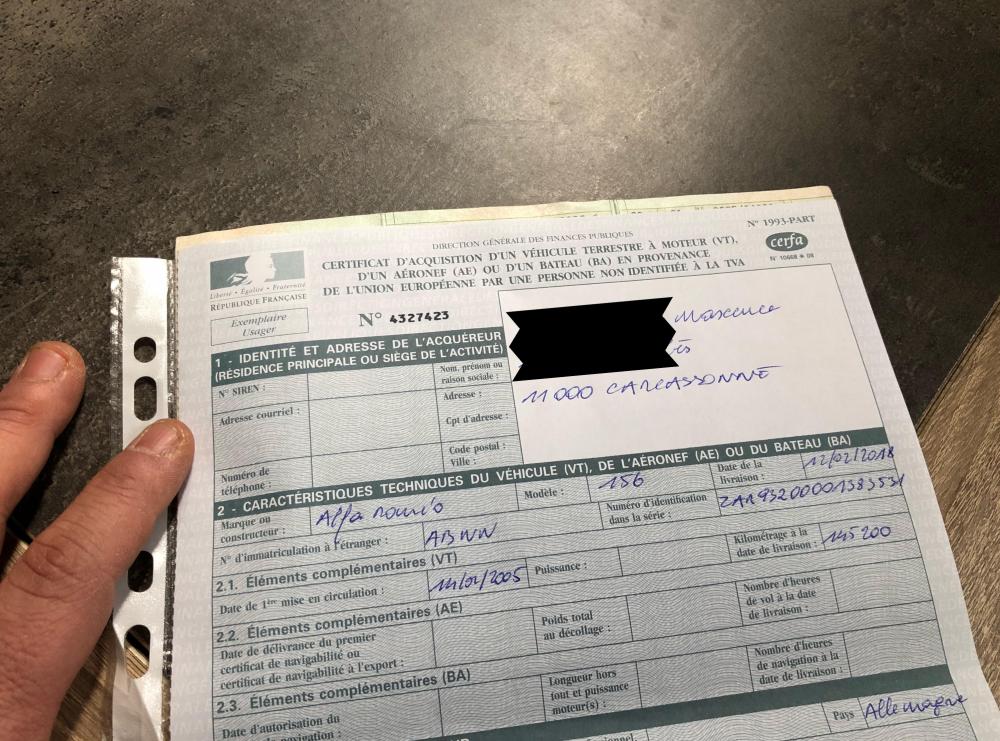 N° 1993-PART
DIRECTION GÉNÉRALE DES FINANCES PUBLIQUES
cerfa
N° 10668 * 08
CERTIFICAT D'ACQUISITION D'UN VÉHICULE TERRESTRE À MOTEUR (VT),
D'UN AÉRONEF (AE) OU D'UN BATEAU (BA) EN PROVENANCE
DE L'UNION EUROPÉENNE PAR UNE PERSONNE NON IDENTIFIÉE À LA TVA
Liberté • Égalité • Fraternité
RÉPUBLIQUE FRANÇAISE
Exemplaire
Usager
N° 4327423
1 - IDENTITÉ ET ADRESSE DE L'ACQUÉREUR
(RÉSIDENCE PRINCIPALE OU SIÈGE DE L'ACTIVITÉ)
N° SIREN :
Nom, prénom ou
raison sociale :
Maxence
Adresse :
11000 CARCASSONNE
Adresse courriel :
Cpt d'adresse :
Code postal :
Ville :
Numéro de
téléphone :
2 - CARACTÉRISTIQUES TECHNIQUES DU VÉHICULE (VT), DE L'AÉRONEF (AE) OU DU BATEAU (BA)
Marque ou
constructeur :
Alfa Roméo
Modèle :
156
Date de la
livraison :
12/02/2018
N° d'immatriculation à l'étranger :
ABNN
Numéro d'identification
dans la série :
2.1. Éléments complémentaires (VT)
Date de 1ère mise en circulation :
Puissance :
Kilométrage à la
date de livraison :
145 200
2.2. Éléments complémentaires (AE)
Date de délivrance du premier
certificat de navigabilité ou
certificat de navigabilité à l'export :
Poids total
au décollage :
Nombre d'heures
de vol à la date
de livraison :
2.3. Éléments complémentaires (BA)
Date d'autorisation du
Longueur hors
tout et puissance
moteur(s) :
Nombre d'heures
de navigation à la
date de livraison :
Pays
Allemagne